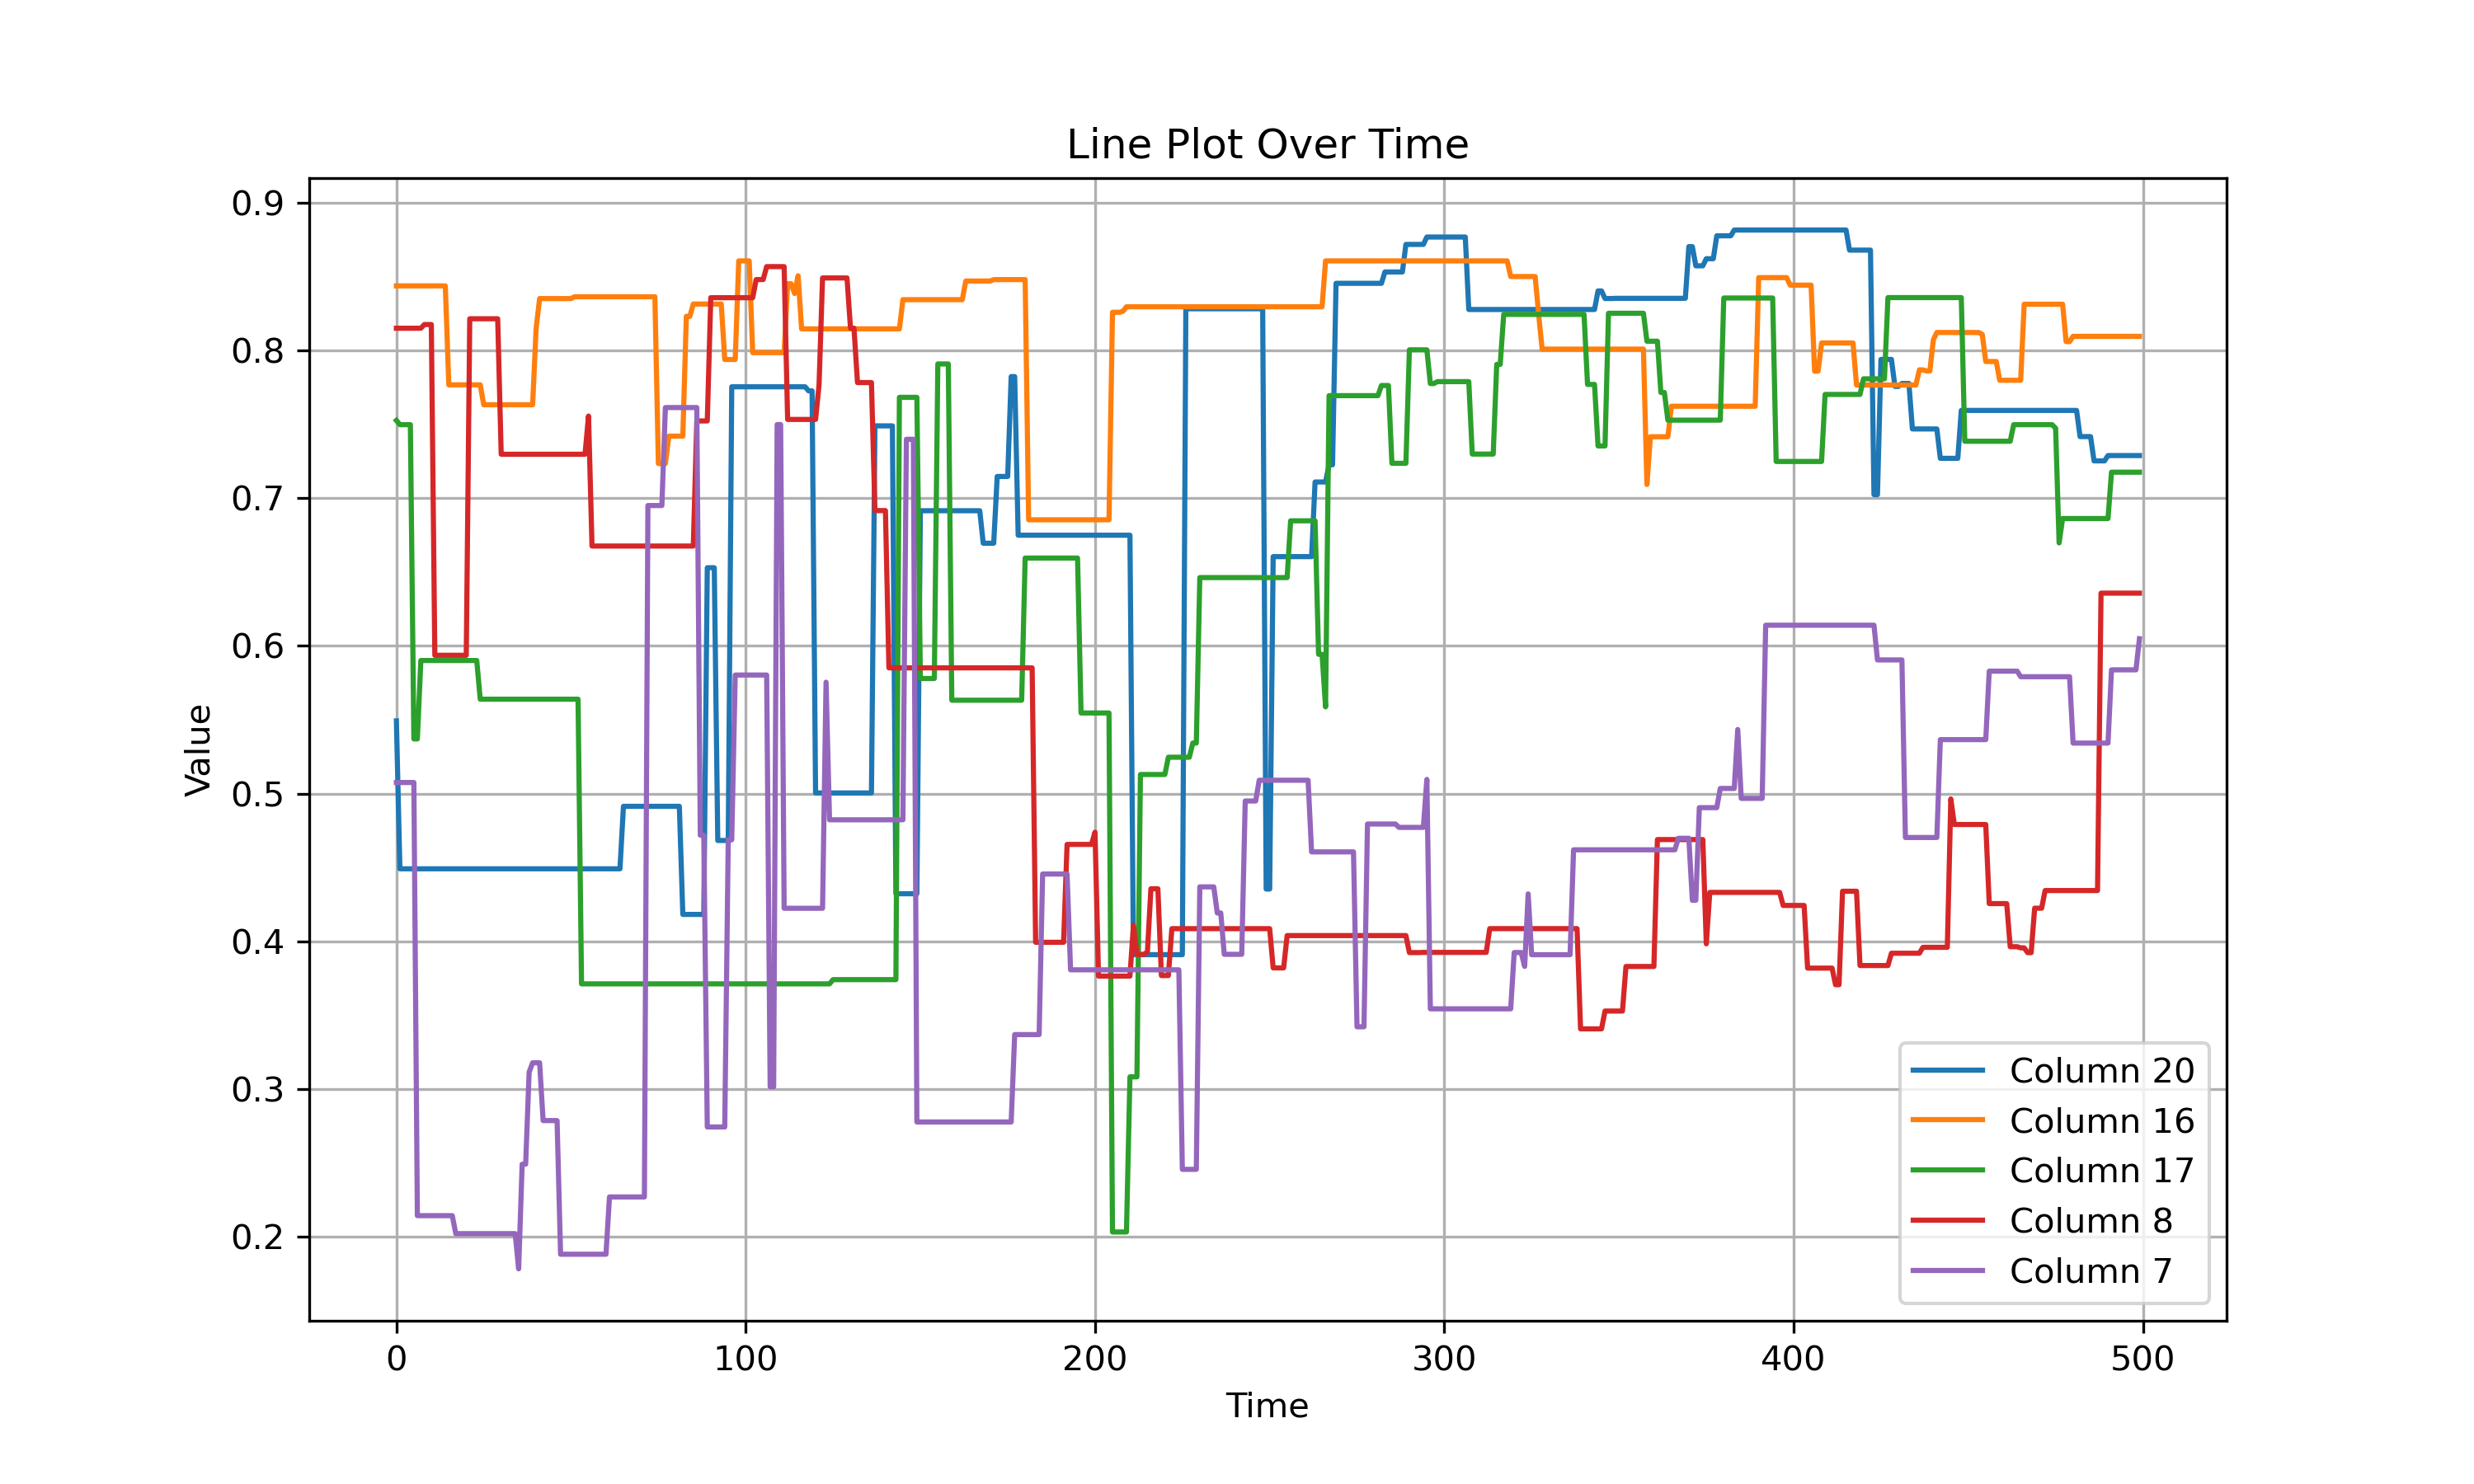 Line Plot Over Time
Value
0.9
0.8
0.7
0.6
0.5
0.4
0.3
0.2
0 100 200 300 400 500
Time
Column 20
Column 16
Column 17
Column 8
Column 7